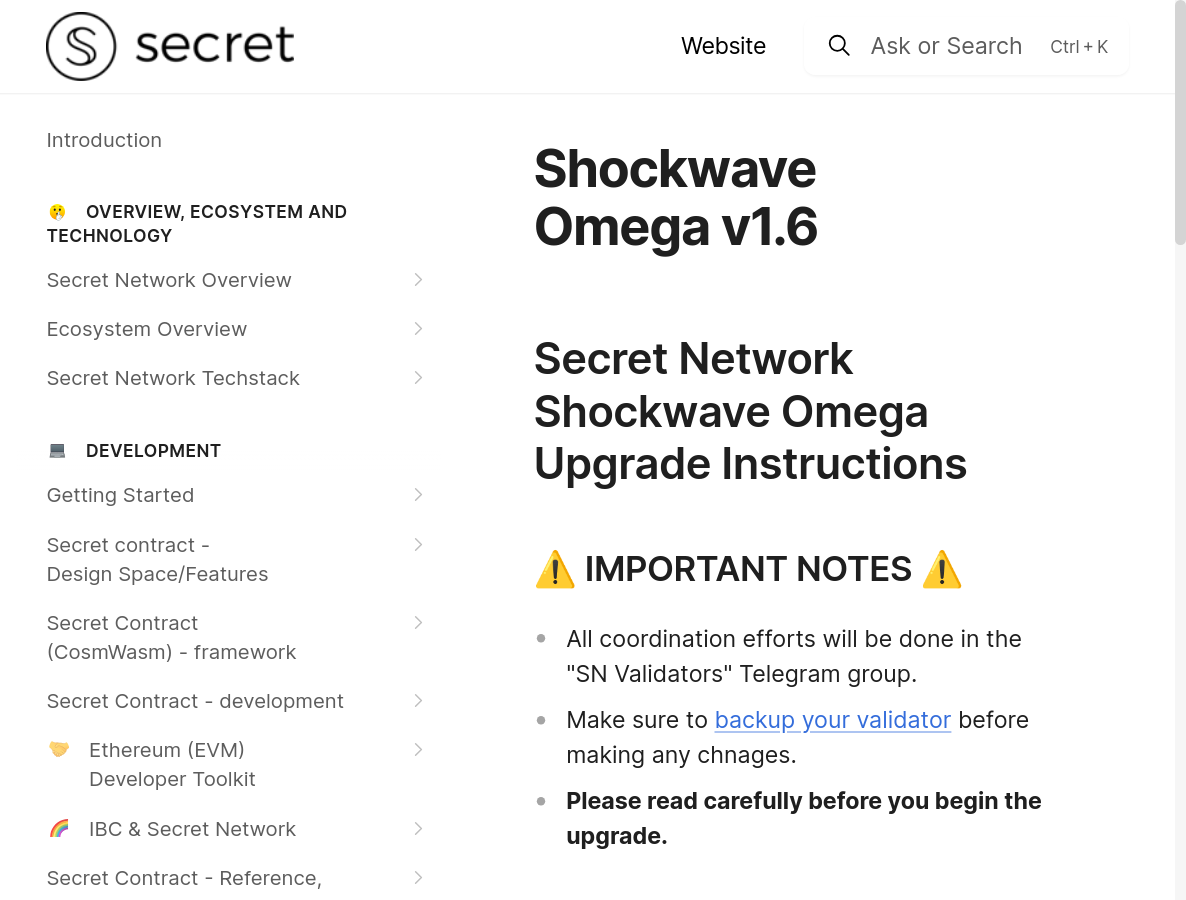 secret
Website
Ask or Search
Ctrl + K
Introduction
OVERVIEW, ECOSYSTEM AND
TECHNOLOGY
Secret Network Overview
Ecosystem Overview
Secret Network Techstack
DEVELOPMENT
Getting Started
Secret contract -
Design Space/Features
Secret Contract
(CosmWasm) - framework
Secret Contract - development
Ethereum (EVM)
Developer Toolkit
IBC & Secret Network
Secret Contract - Reference,
Shockwave
Omega v1.6
Secret Network
Shockwave Omega
Upgrade Instructions
⚠️ IMPORTANT NOTES ⚠️
All coordination efforts will be done in the
"SN Validators" Telegram group.
Make sure to backup your validator before
making any chnages.
Please read carefully before you begin the
upgrade.